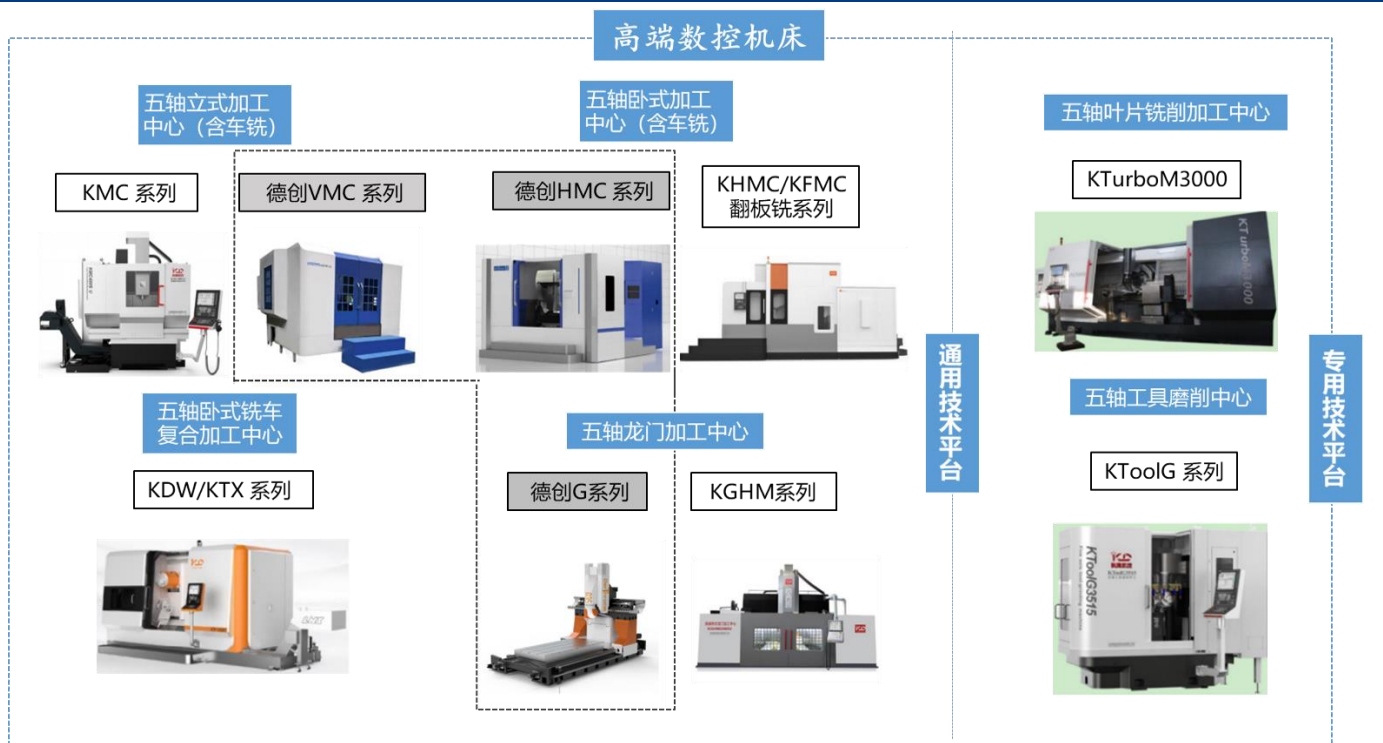 高端数控机床
五轴立式加工
中心（含车铣）
五轴卧式加工
中心（含车铣）
五轴叶片铣削加工中心
KMC 系列
德创VMC 系列
德创HMC 系列
KHMC/KFMC
翻板铣系列
KTurboM3000
KTurboM3000
通用技术平台
专用技术平台
五轴卧式铣车
复合加工中心
五轴龙门加工中心
五轴工具磨削中心
KDW/KTX 系列
德创G系列
KGHM系列
KToolG 系列
KToolG3515